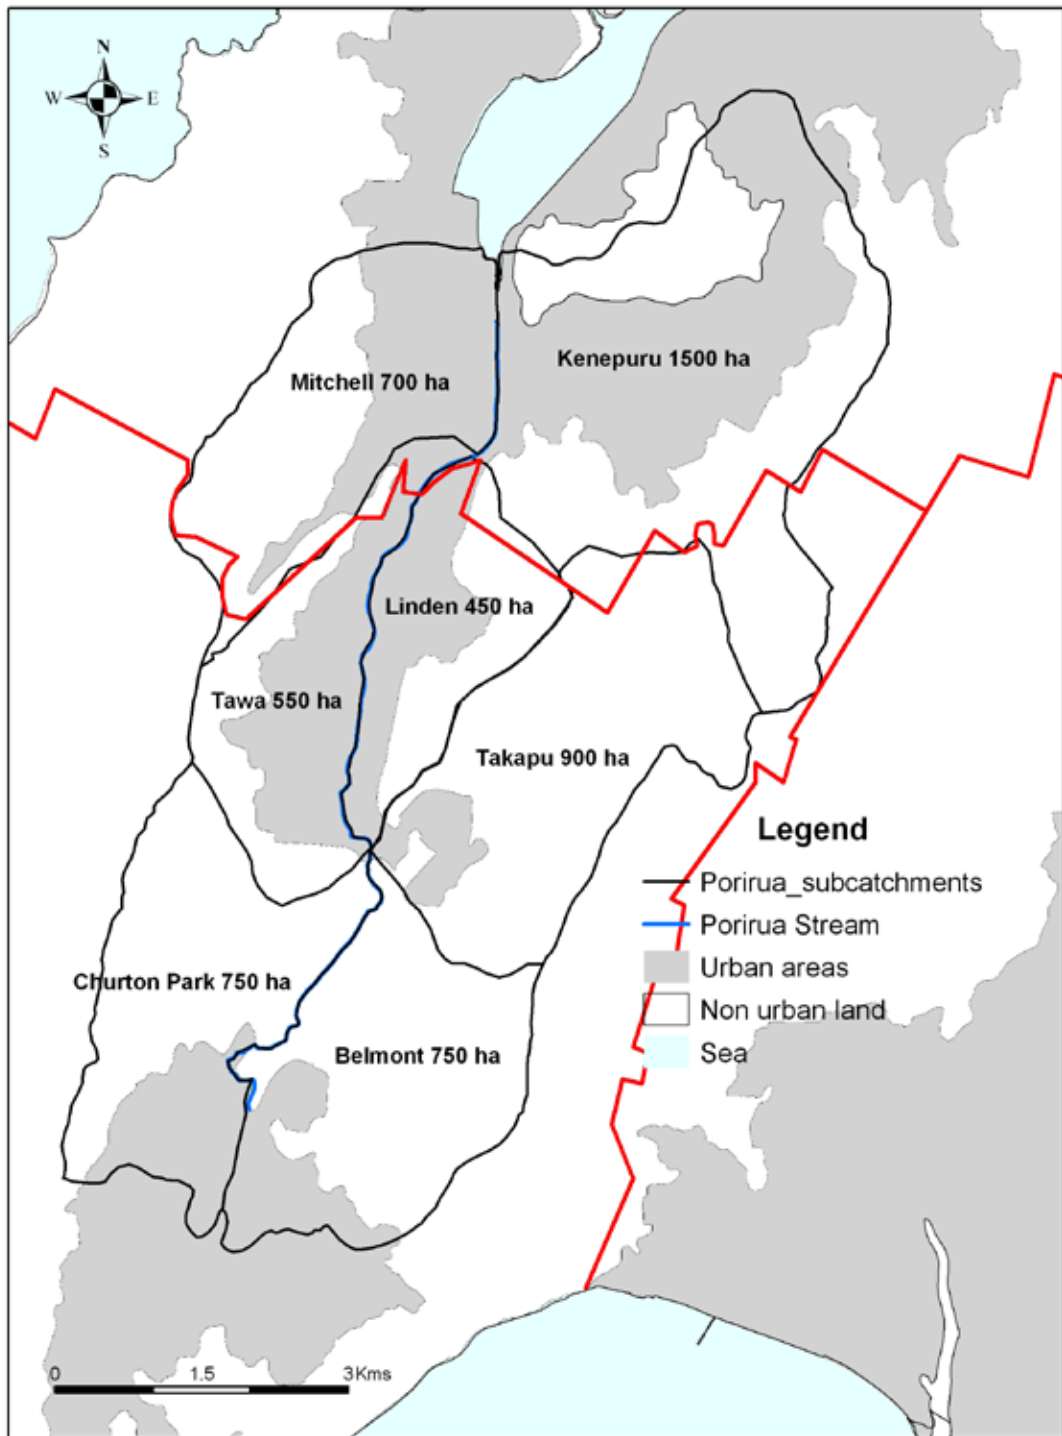 N
W E
S
Kenepuru 1500 ha
Mitchell 700 ha
Linden 450 ha
Tawa 550 ha
Takapu 900 ha
Legend
Porirua_subcatchments
Porirua Stream
Urban areas
Non urban land
Sea
Churton Park 750 ha
Belmont 750 ha
0 1.5 3Kms